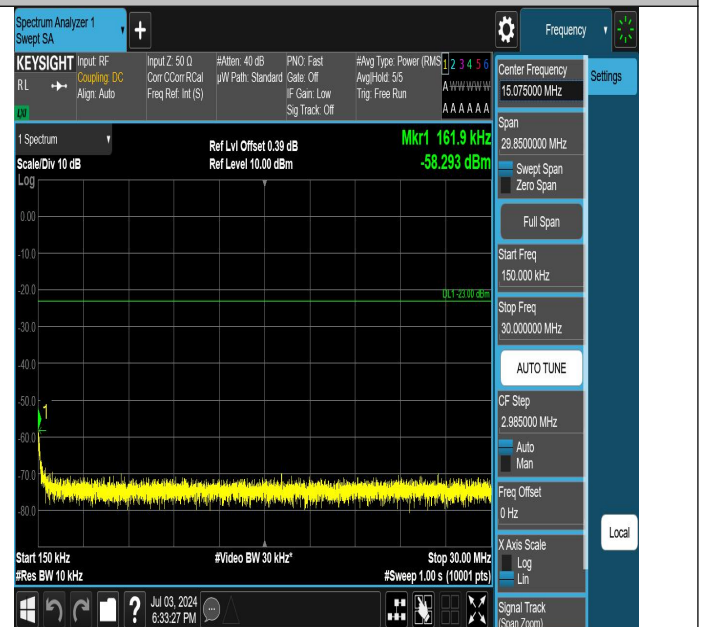 Spectrum Analyzer 1
Swept SA
+
Frequency
KEYSIGHT
RL
LXI
Input: RF
Coupling: DC
Align: Auto
Input Z: 50 Ω
Corr CCorr RCal
Freq Ref: Int (S)
#Atten: 40 dB
µW Path: Standard
PNO: Fast
Gate: Off
IF Gain: Low
Sig Track: Off
#Avg Type: Power (RMS
Avg|Hold: 5/5
Trig: Free Run
1 2 3 4 5 6
A W W W W W
A A A A A A
1 Spectrum
Scale/Div 10 dB
Ref Lvl Offset 0.39 dB
Ref Level 10.00 dBm
Mkr1 161.9 kHz
-58.293 dBm
Log
0.00
-10.0
-20.0
DL1 -23.00 dBm
-30.0
-40.0
-50.0
1
-60.0
-70.0
-80.0
Start 150 kHz
#Res BW 10 kHz
#Video BW 30 kHz*
Stop 30.00 MHz
#Sweep 1.00 s (10001 pts)
Jul 03, 2024
6:33:27 PM
Center Frequency
15.075000 MHz
Settings
Span
29.8500000 MHz
Swept Span
Zero Span
Full Span
Start Freq
150.000 kHz
Stop Freq
30.000000 MHz
AUTO TUNE
CF Step
2.985000 MHz
Auto
Man
Freq Offset
0 Hz
Local
X Axis Scale
Log
Lin
Signal Track
(Span Zoom)